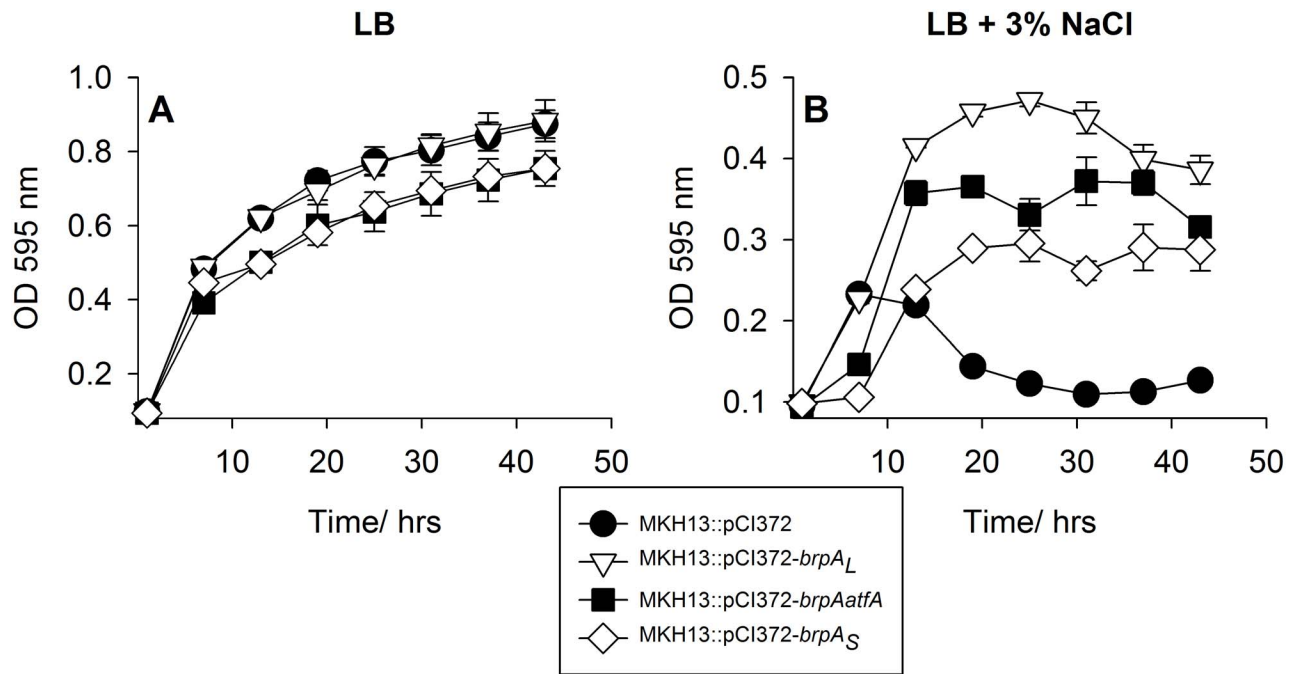 LB
A
OD 595 nm
1.0
0.8
0.6
0.4
0.2
10 20 30 40 50
Time/ hrs
LB + 3% NaCl
B
OD 595 nm
0.5
0.4
0.3
0.2
0.1
10 20 30 40 50
Time/ hrs
MKH13::pCI372
MKH13::pCI372-brpAL
MKH13::pCI372-brpAatfA
MKH13::pCI372-brpAS